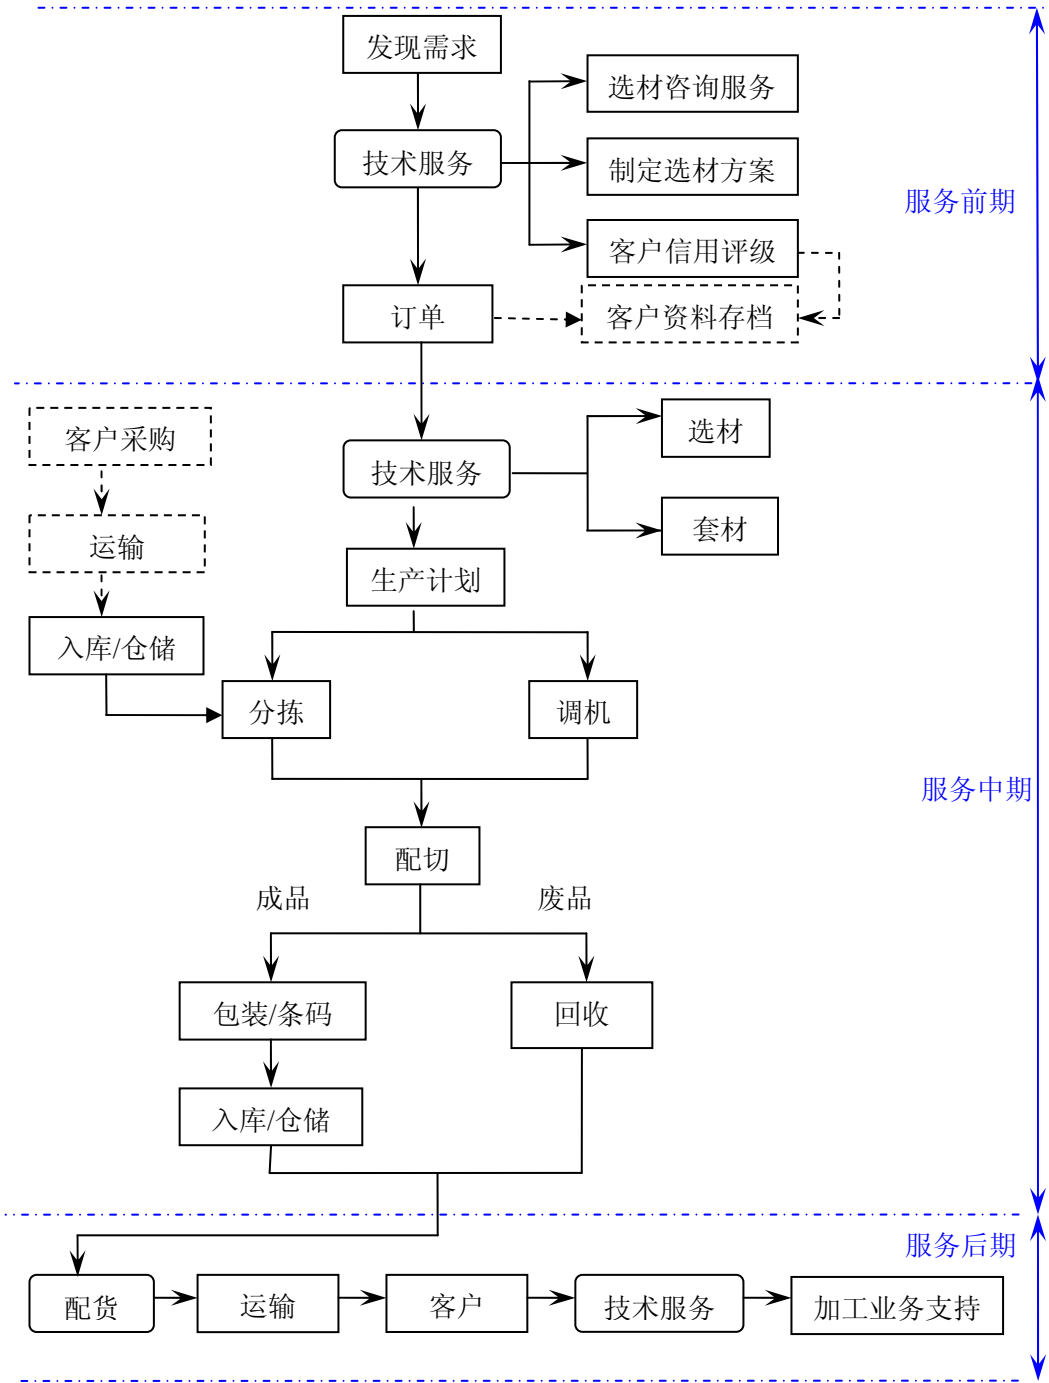 发现需求
选材咨询服务
技术服务
制定选材方案
服务前期
客户信用评级
订单
客户资料存档
客户采购
选材
技术服务
套材
运输
生产计划
入库/仓储
分拣
调机
服务中期
配切
成品
废品
包装/条码
回收
入库/仓储
服务后期
配货
运输
客户
技术服务
加工业务支持